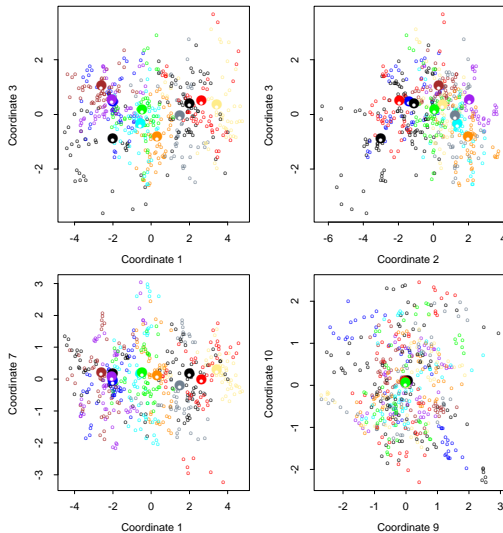 2
0
-2
Coordinate 3
-4 -2 0 2 4
Coordinate 1
2
0
-2
Coordinate 3
-6 -4 -2 0 2
Coordinate 2
7
3
2
1
0
-1
-2
-3
Coordinate 7
-4 -2 0 2 4
Coordinate 1
2
1
0
-1
-2
Coordinate 10
-2 -1 0 1 2 3
Coordinate 9